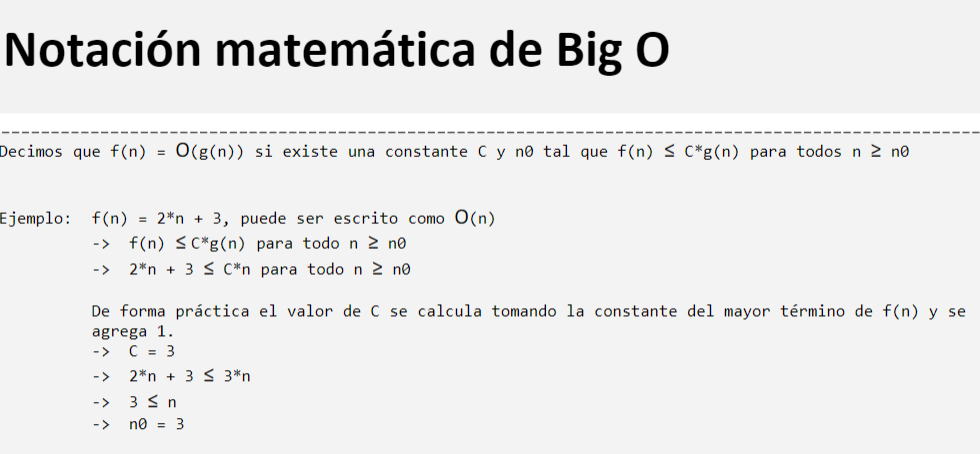 Notación matemática de Big O
Decimos que f(n) = O(g(n)) si existe una constante C y n0 tal que f(n) ≤ C*g(n) para todos n ≥ n0
Ejemplo: f(n) = 2*n + 3, puede ser escrito como O(n)
-> f(n) ≤ C*g(n) para todo n ≥ n0
-> 2*n + 3 ≤ C*n para todo n ≥ n0
De forma práctica el valor de C se calcula tomando la constante del mayor término de f(n) y se
agrega 1.
-> C = 3
-> 2*n + 3 ≤ 3*n
-> 3 ≤ n
-> n0 = 3